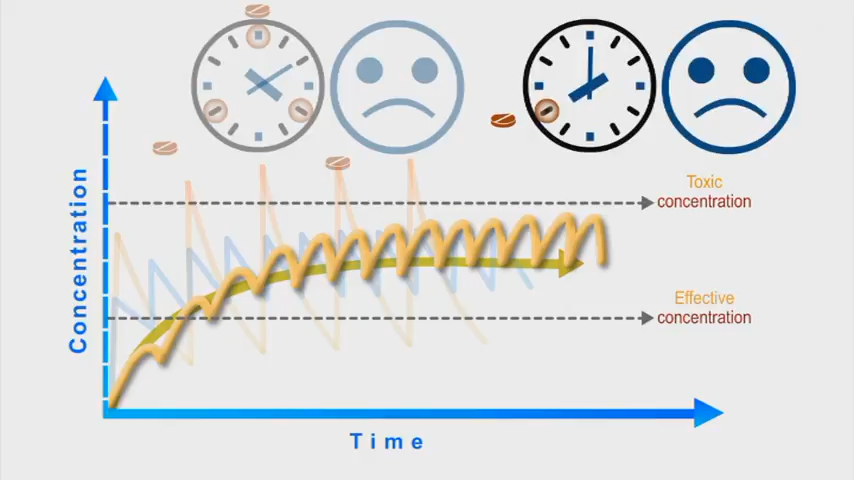 Toxic
concentration
Effective
concentration
Concentration
Time